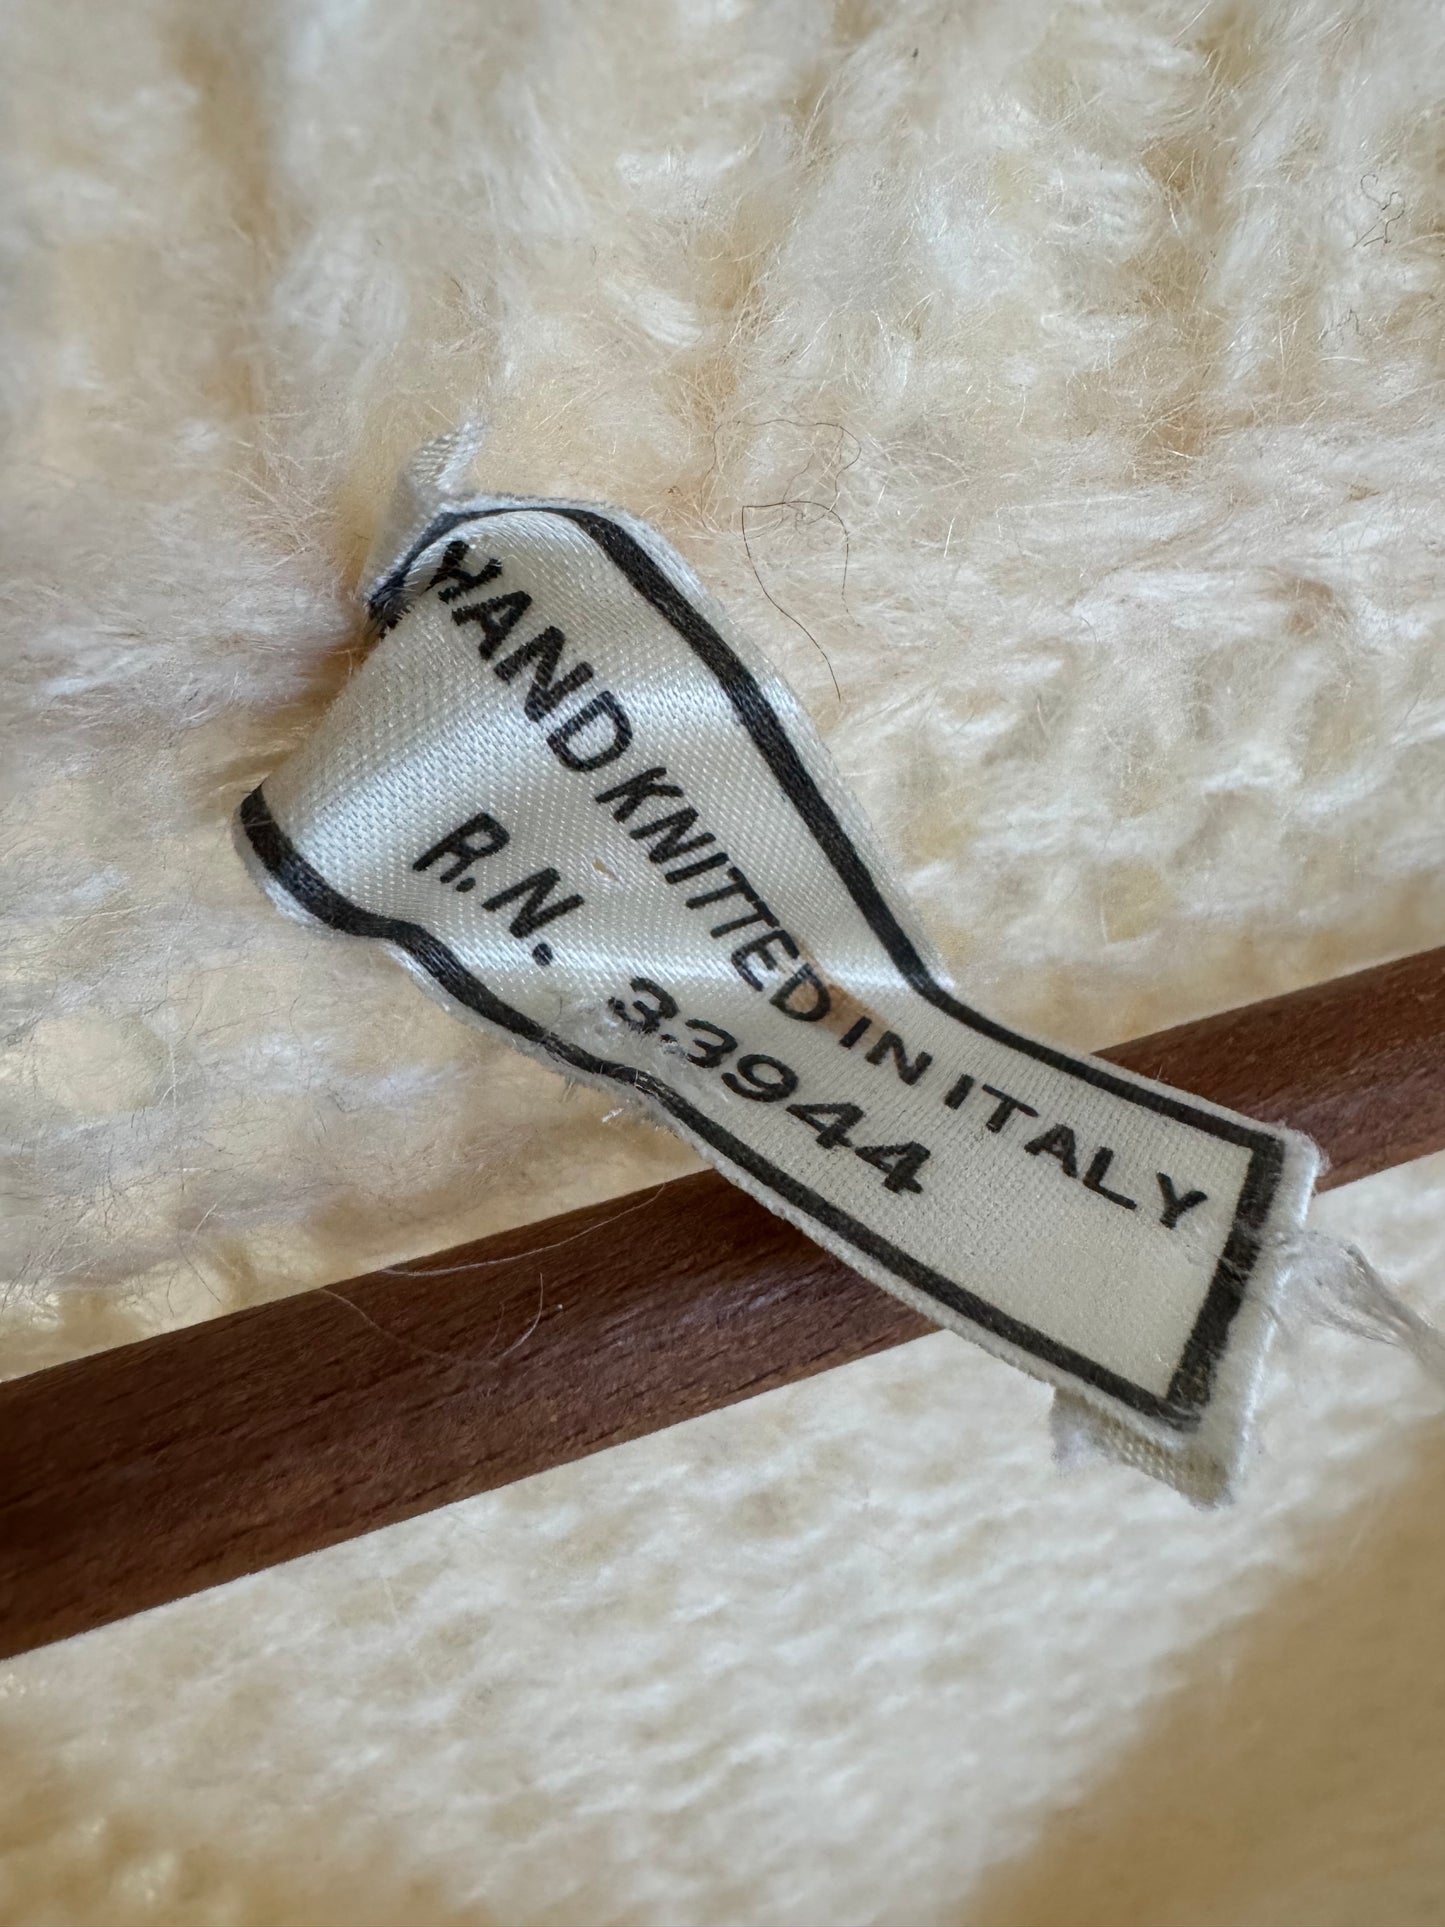 HAND KNITTED IN ITALY
R.N. 33944